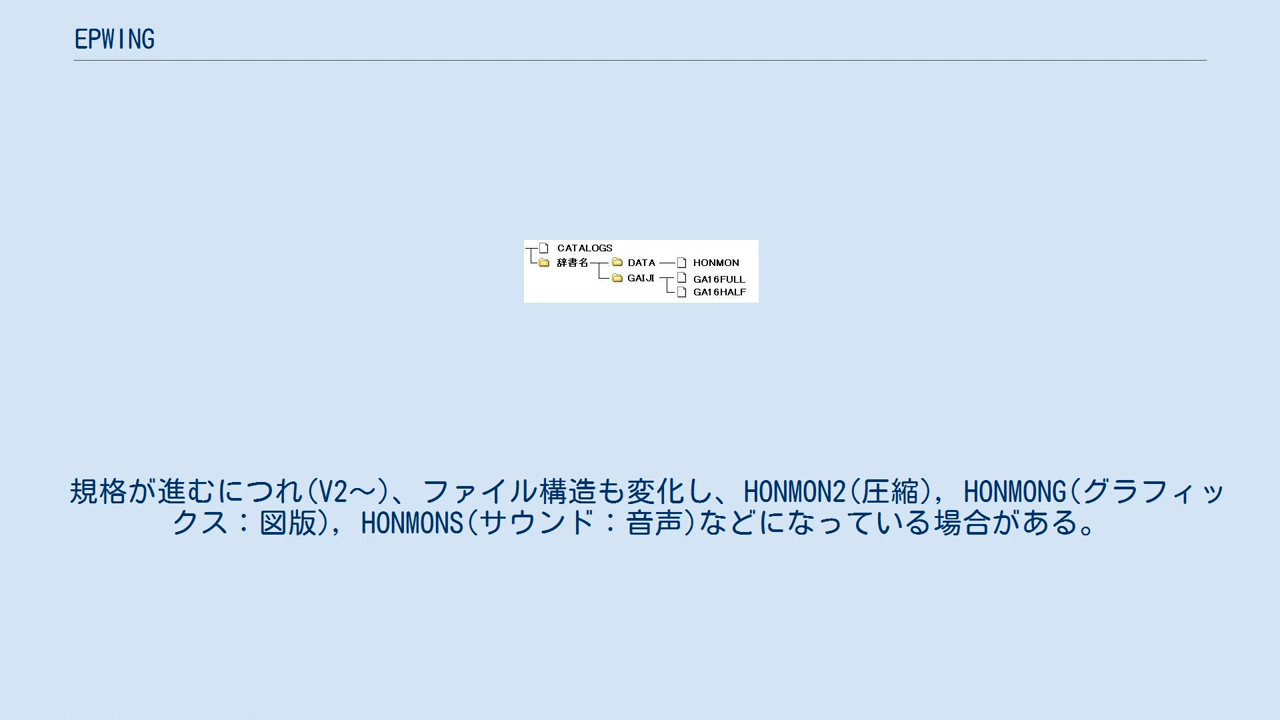 EPWING
CATALOGS
辞書名 DATA HONMON
GAIJI GA16FULL
GA16HALF
規格が進むにつれ(V2～)、ファイル構造も変化し、HONMON2(圧縮), HONMONG(グラフィッ
クス：図版), HONMONS(サウンド：音声)などになっている場合がある。